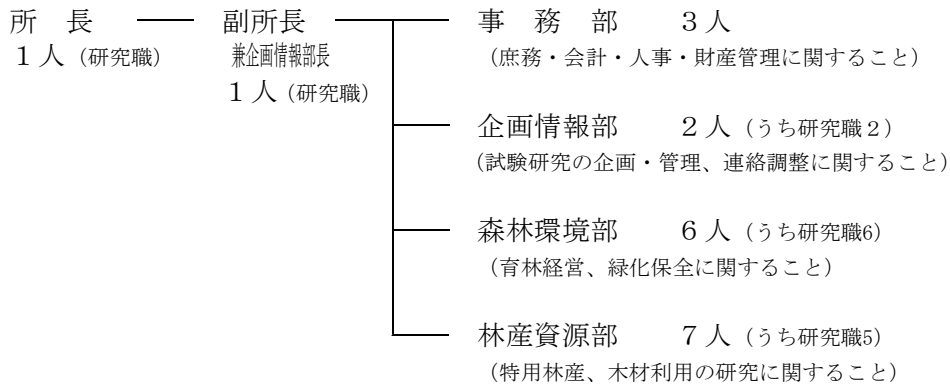 所　長　副所長　事　務　部　３人
１人（研究職）　兼企画情報部長　（庶務・会計・人事・財産管理に関すること）
１人（研究職）
企画情報部　２人（うち研究職２）
（試験研究の企画・管理、連絡調整に関すること）
森林環境部　６人（うち研究職6）
（育林経営、緑化保全に関すること）
林産資源部　７人（うち研究職5）
（特用林産、木材利用の研究に関すること）